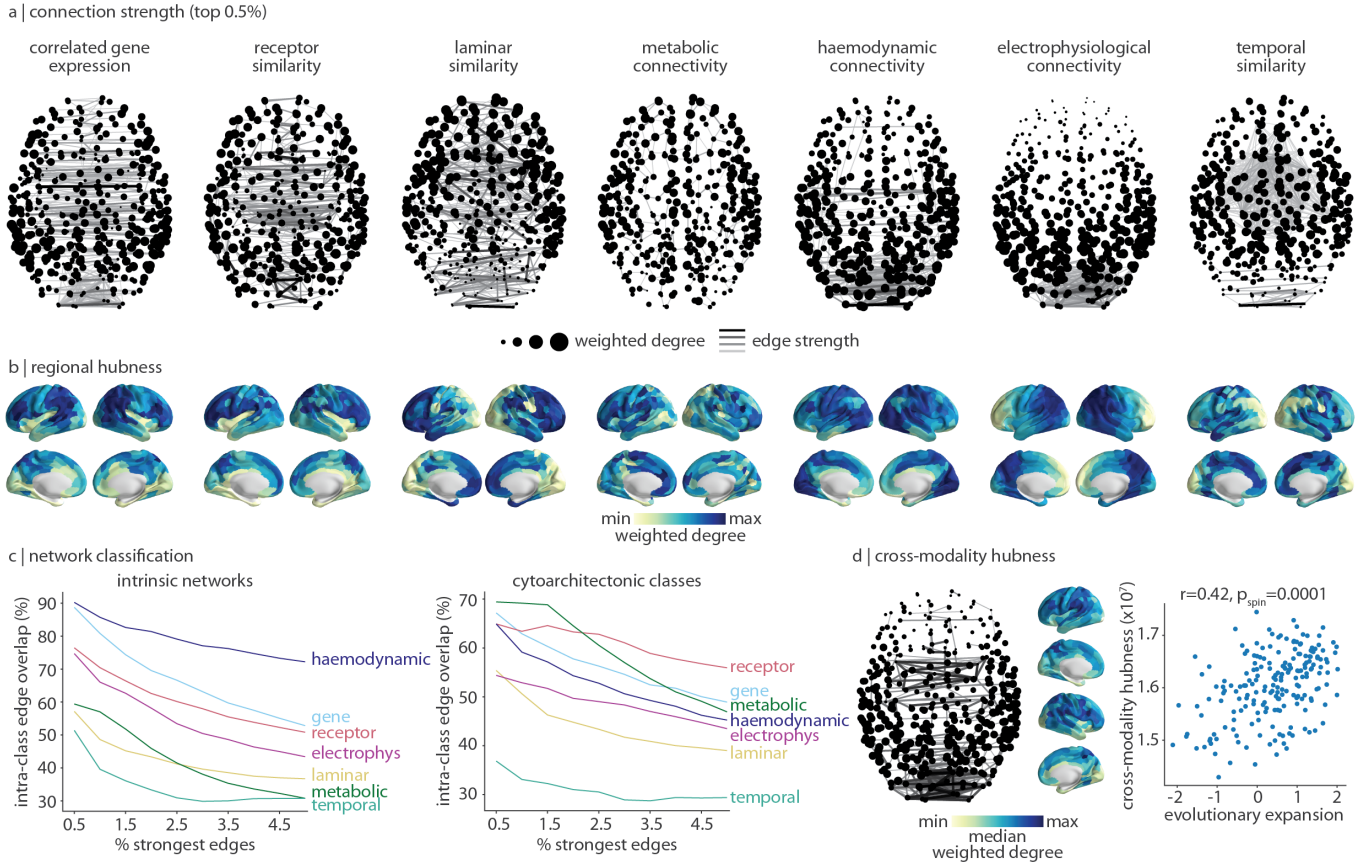 a | connection strength (top 0.5%)
correlated gene
expression
receptor
similarity
laminar
similarity
metabolic
connectivity
haemodynamic
connectivity
electrophysiological
connectivity
temporal
similarity
weighted degree
edge strength
b | regional hubness
min
max
weighted degree
c | network classification
intrinsic networks
intra-class edge overlap (%)
90
80
70
60
50
40
30
0.5
1.5
2.5
3.5
4.5
% strongest edges
haemodynamic
gene
receptor
electrophys
laminar
metabolic
temporal
cytoarchitectonic classes
intra-class edge overlap (%)
70
60
50
40
30
0.5
1.5
2.5
3.5
4.5
% strongest edges
receptor
gene
metabolic
haemodynamic
electrophys
laminar
temporal
d | cross-modality hubness
min
max
median
weighted degree
r=0.42, pspin=0.0001
cross-modality hubness (x10⁷)
1.7
1.6
1.5
-2
-1
0
1
2
evolutionary expansion